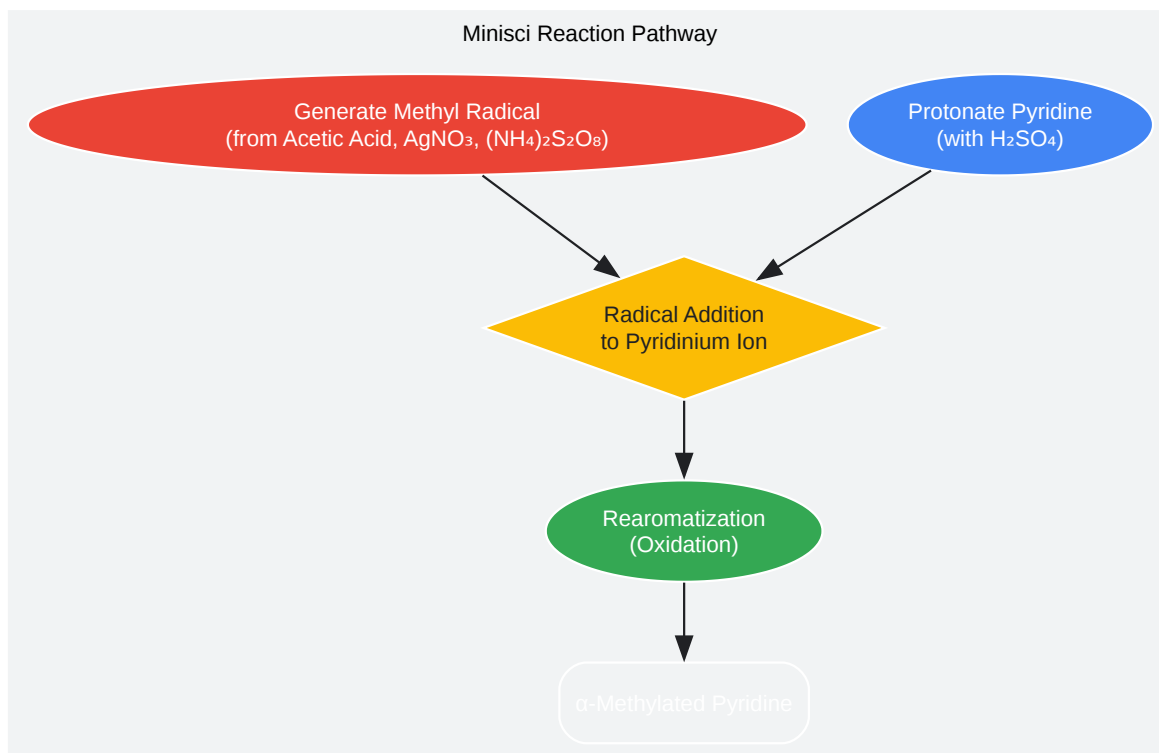 Minisci Reaction Pathway
Generate Methyl Radical
(from Acetic Acid, AgNO₃, (NH₄)₂S₂O₈)
Protonate Pyridine
(with H₂SO₄)
Radical Addition
to Pyridinium Ion
Rearomatization
(Oxidation)
α-Methylated Pyridine